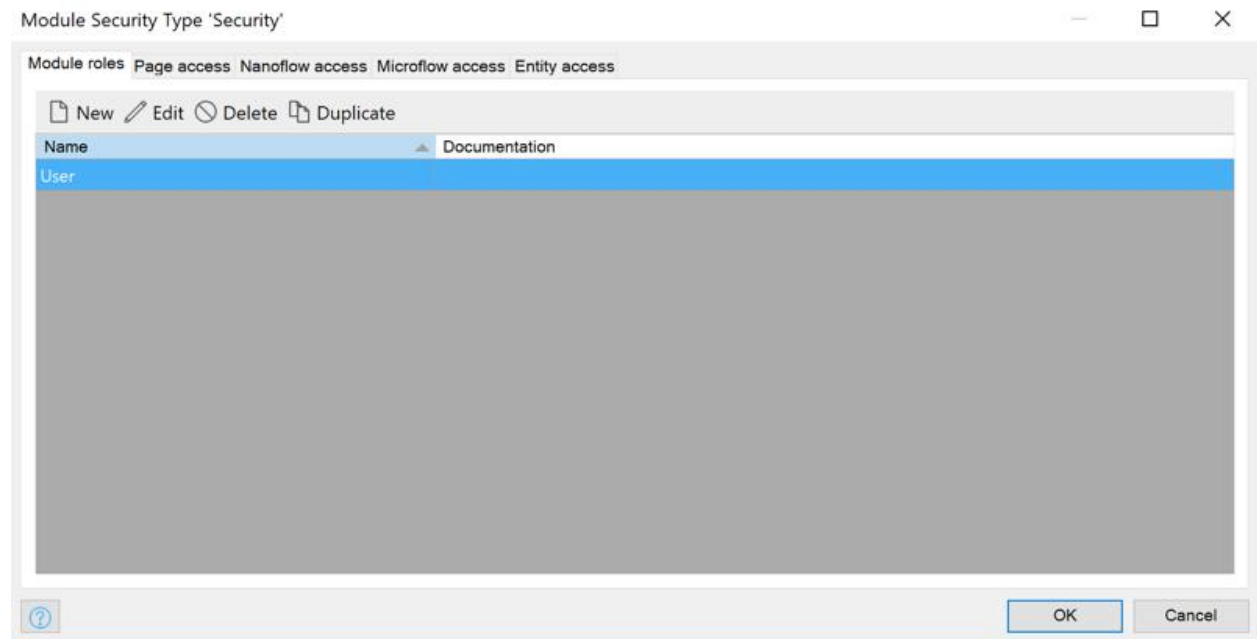 Module Security Type 'Security'
Module roles Page access Nanoflow access Microflow access Entity access
New Edit Delete Duplicate
Name Documentation
User
? OK Cancel